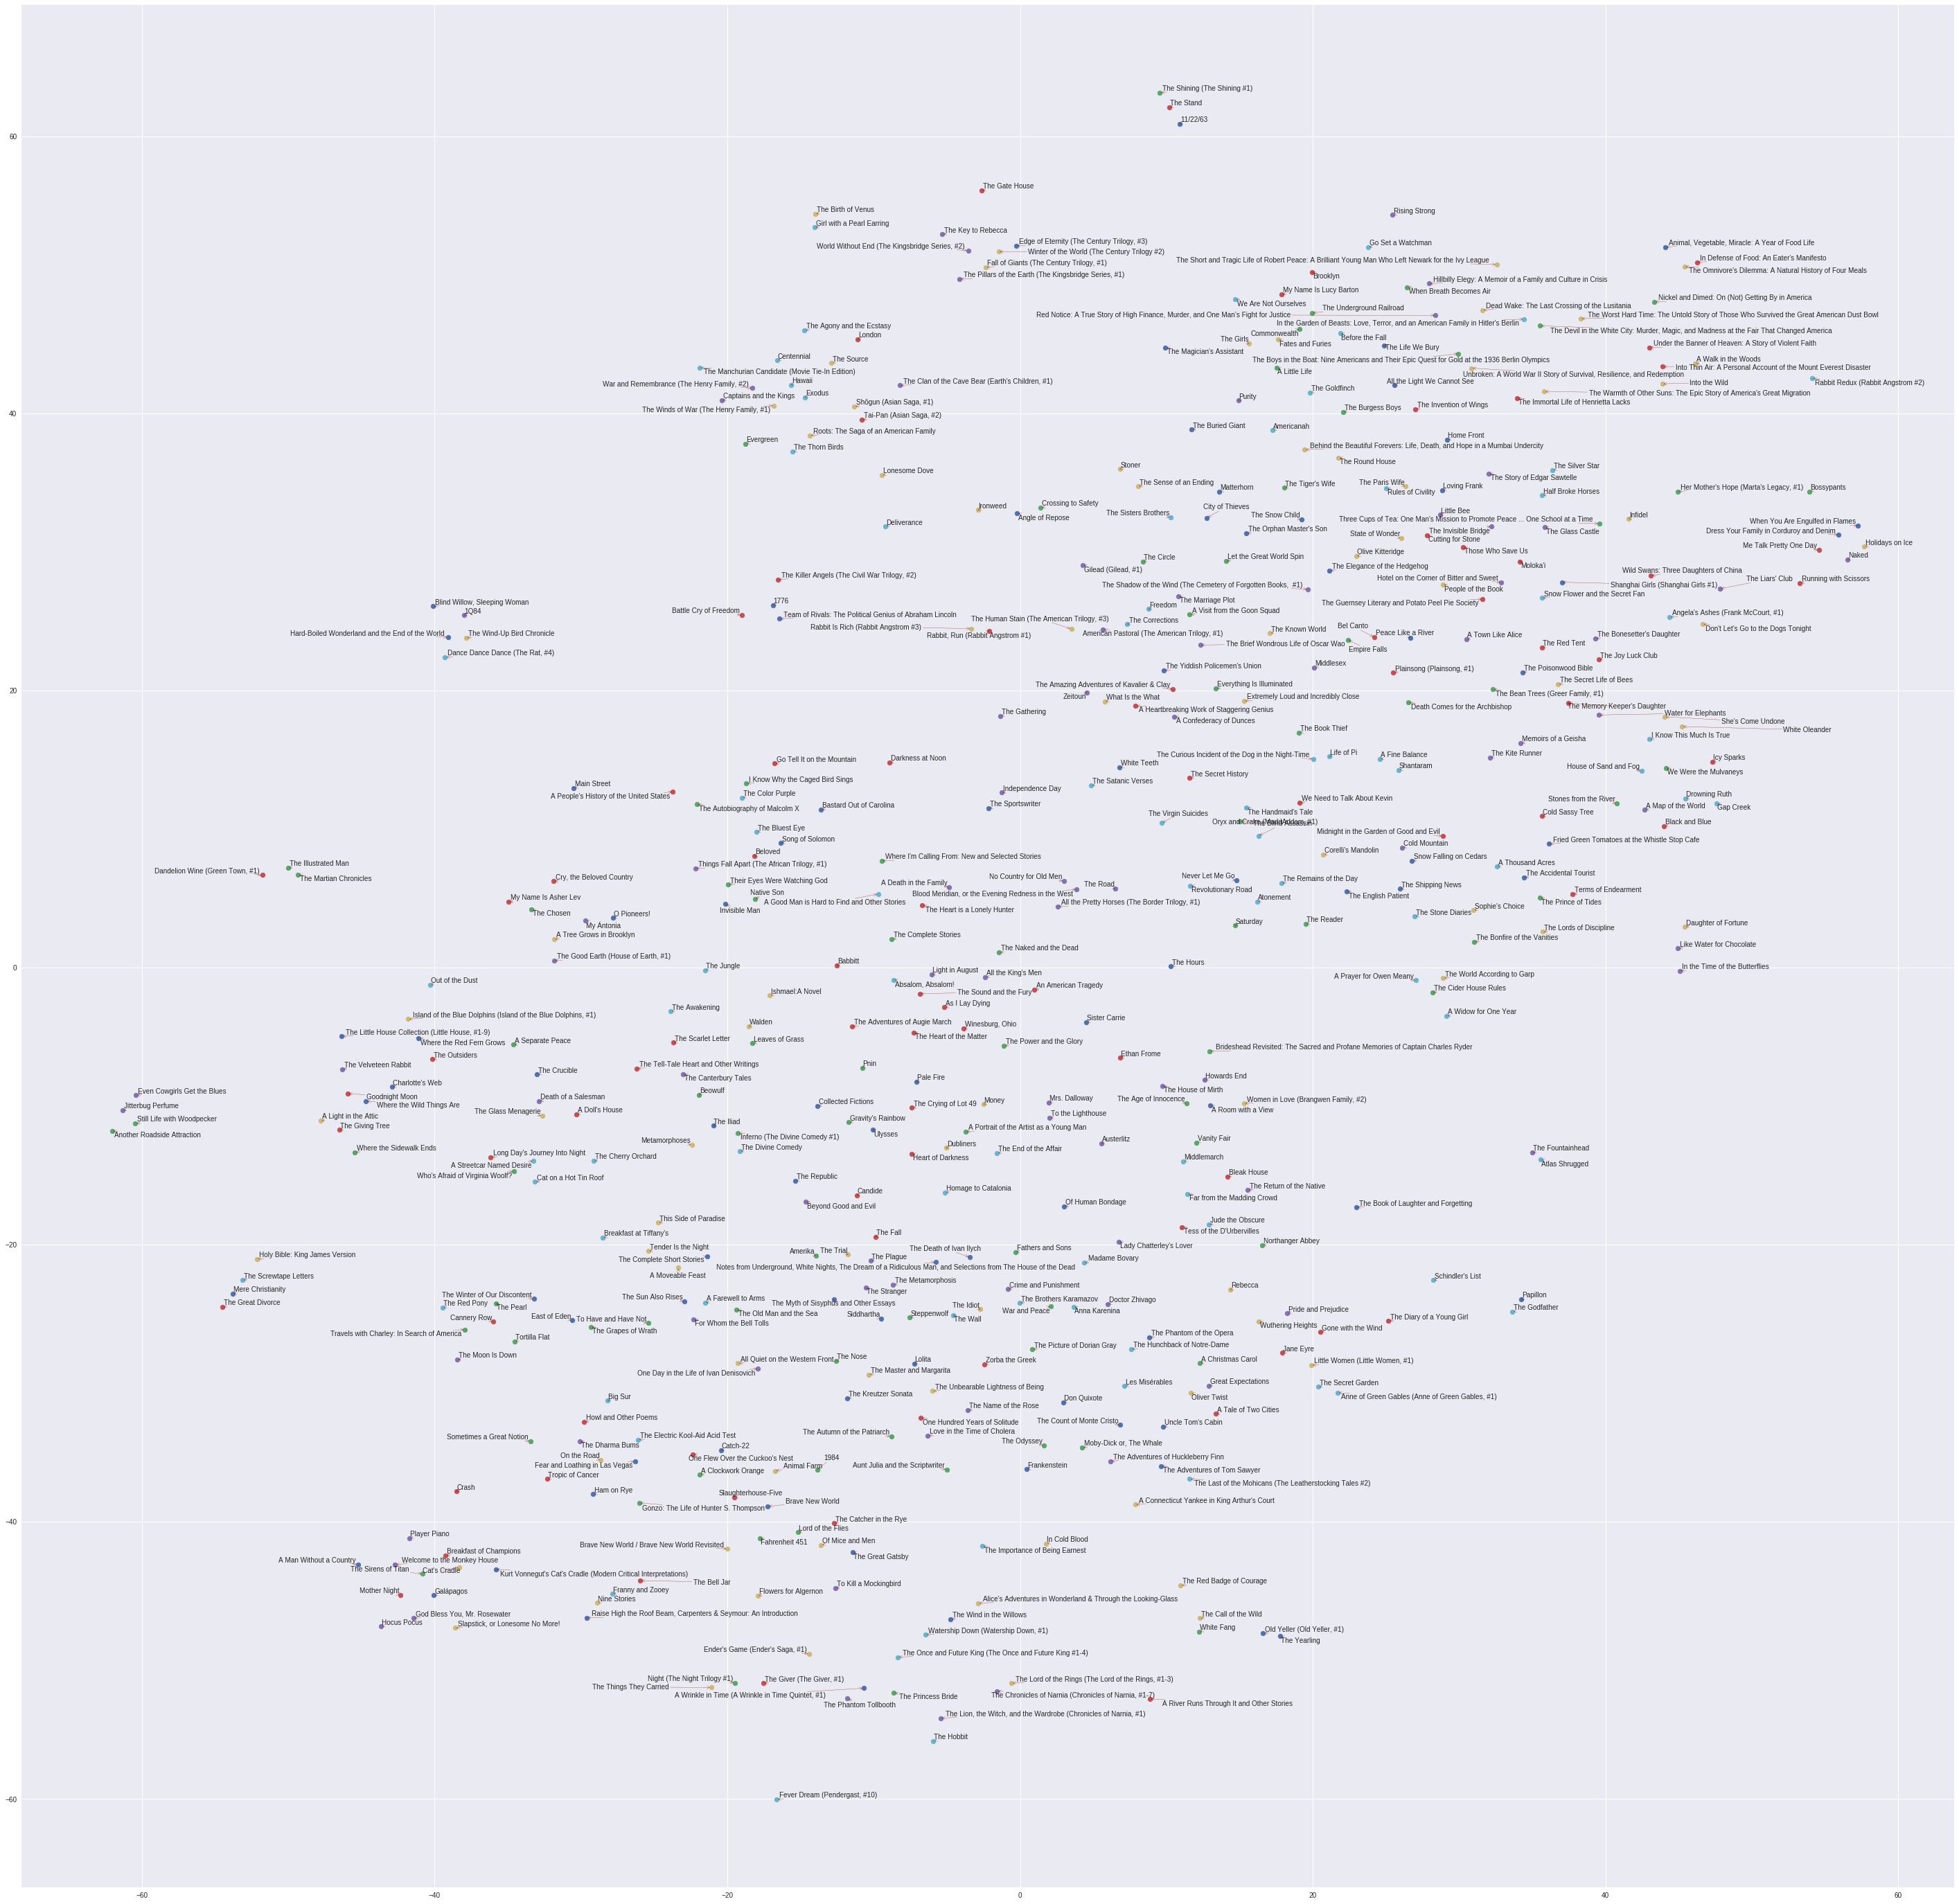 The Shining (The Shining #1)
The Stand
11/22/63
60
The Gate House
The Birth of Venus
Rising Strong
Girl with a Pearl Earring
The Key to Rebecca
Edge of Eternity (The Century Trilogy, #3)
Go Set a Watchman
Animal, Vegetable, Miracle: A Year of Food Life
World Without End (The Kingsbridge Series, #2)
Winter of the World (The Century Trilogy #2)
The Short and Tragic Life of Robert Peace: A Brilliant Young Man Who Left Newark for the Ivy League
In Defense of Food: An Eater's Manifesto
Fall of Giants (The Century Trilogy, #1)
The Omnivore's Dilemma: A Natural History of Four Meals
The Pillars of the Earth (The Kingsbridge Series, #1)
Brooklyn
Hillbilly Elegy: A Memoir of a Family and Culture in Crisis
When Breath Becomes Air
My Name Is Lucy Barton
Nickel and Dimed: On (Not) Getting By in America
We Are Not Ourselves
The Underground Railroad
Dead Wake: The Last Crossing of the Lusitania
Red Notice: A True Story of High Finance, Murder, and One Man's Fight for Justice
The Worst Hard Time: The Untold Story of Those Who Survived the Great American Dust Bowl
In the Garden of Beasts: Love, Terror, and an American Family in Hitler's Berlin
The Agony and the Ecstasy
The Devil in the White City: Murder, Magic, and Madness at the Fair That Changed America
London
Commonwealth
Before the Fall
The Girls
Fates and Furies
The Magician's Assistant
The Life We Bury
Under the Banner of Heaven: A Story of Violent Faith
Centennial
The Source
The Boys in the Boat: Nine Americans and Their Epic Quest for Gold at the 1936 Berlin Olympics
A Walk in the Woods
The Manchurian Candidate (Movie Tie-In Edition)
A Little Life
Unbroken: A World War II Story of Survival, Resilience, and Redemption
Into Thin Air: A Personal Account of the Mount Everest Disaster
War and Remembrance (The Henry Family, #2)
Hawaii
The Clan of the Cave Bear (Earth's Children, #1)
All the Light We Cannot See
Into the Wild
Rabbit Redux (Rabbit Angstrom #2)
Captains and the Kings
Exodus
The Goldfinch
The Warmth of Other Suns: The Epic Story of America's Great Migration
40
The Winds of War (The Henry Family, #1)
Shōgun (Asian Saga, #1)
Purity
The Burgess Boys
The Invention of Wings
The Immortal Life of Henrietta Lacks
Tai-Pan (Asian Saga, #2)
Roots: The Saga of an American Family
The Buried Giant
Americanah
Evergreen
The Thorn Birds
Home Front
Behind the Beautiful Forevers: Life, Death, and Hope in a Mumbai Undercity
The Round House
Lonesome Dove
Stoner
The Silver Star
The Story of Edgar Sawtelle
The Sense of an Ending
Matterhorn
The Tiger's Wife
The Paris Wife
Rules of Civility
Loving Frank
Half Broke Horses
Her Mother's Hope (Marta's Legacy, #1)
Bossypants
Ironweed
Crossing to Safety
City of Thieves
Angle of Repose
The Sisters Brothers
The Snow Child
Little Bee
Three Cups of Tea: One Man's Mission to Promote Peace ... One School at a Time
Infidel
When You Are Engulfed in Flames
Deliverance
The Orphan Master's Son
State of Wonder
The Invisible Bridge
Cutting for Stone
The Glass Castle
Dress Your Family in Corduroy and Denim
Holidays on Ice
Those Who Save Us
Me Talk Pretty One Day
Naked
The Circle
Let the Great World Spin
Olive Kitteridge
Gilead (Gilead, #1)
The Elegance of the Hedgehog
Moloka'i
Wild Swans: Three Daughters of China
The Killer Angels (The Civil War Trilogy, #2)
The Shadow of the Wind (The Cemetery of Forgotten Books, #1)
Hotel on the Corner of Bitter and Sweet
People of the Book
Shanghai Girls (Shanghai Girls #1)
The Liars' Club
Running with Scissors
Blind Willow, Sleeping Woman
1Q84
1776
The Marriage Plot
The Guernsey Literary and Potato Peel Pie Society
Snow Flower and the Secret Fan
Battle Cry of Freedom
Team of Rivals: The Political Genius of Abraham Lincoln
Freedom
A Visit from the Goon Squad
The Human Stain (The American Trilogy, #3)
The Corrections
Angela's Ashes (Frank McCourt, #1)
Rabbit Is Rich (Rabbit Angstrom #3)
Rabbit, Run (Rabbit Angstrom #1)
American Pastoral (The American Trilogy, #1)
The Known World
Bel Canto
Peace Like a River
Don't Let's Go to the Dogs Tonight
Hard-Boiled Wonderland and the End of the World
The Wind-Up Bird Chronicle
The Brief Wondrous Life of Oscar Wao
Empire Falls
A Town Like Alice
The Red Tent
The Bonesetter's Daughter
Dance Dance Dance (The Rat, #4)
The Joy Luck Club
The Yiddish Policemen's Union
Middlesex
Plainsong (Plainsong, #1)
The Poisonwood Bible
20
The Amazing Adventures of Kavalier & Clay
Everything Is Illuminated
The Secret Life of Bees
Zeitoun
What Is the What
Extremely Loud and Incredibly Close
The Bean Trees (Greer Family, #1)
A Heartbreaking Work of Staggering Genius
Death Comes for the Archbishop
The Memory Keeper's Daughter
The Gathering
A Confederacy of Dunces
Water for Elephants
She's Come Undone
White Oleander
The Book Thief
Memoirs of a Geisha
I Know This Much Is True
Go Tell It on the Mountain
Darkness at Noon
The Curious Incident of the Dog in the Night-Time
Life of Pi
A Fine Balance
The Kite Runner
Icy Sparks
White Teeth
Shantaram
House of Sand and Fog
We Were the Mulvaneys
Main Street
I Know Why the Caged Bird Sings
The Satanic Verses
The Secret History
A People's History of the United States
The Color Purple
Independence Day
Drowning Ruth
The Autobiography of Malcolm X
Bastard Out of Carolina
The Sportswriter
We Need to Talk About Kevin
Stones from the River
A Map of the World
Gap Creek
The Virgin Suicides
The Handmaid's Tale
Oryx and Crake (MaddAddam, #1)
The Blind Assassin
Cold Sassy Tree
The Bluest Eye
Black and Blue
Song of Solomon
Midnight in the Garden of Good and Evil
Fried Green Tomatoes at the Whistle Stop Cafe
Beloved
Where I'm Calling From: New and Selected Stories
Corelli's Mandolin
Cold Mountain
Snow Falling on Cedars
The Illustrated Man
Things Fall Apart (The African Trilogy, #1)
A Thousand Acres
Dandelion Wine (Green Town, #1)
The Martian Chronicles
Cry, the Beloved Country
Their Eyes Were Watching God
A Death in the Family
No Country for Old Men
The Road
Never Let Me Go
The Remains of the Day
The Accidental Tourist
Native Son
Blood Meridian, or the Evening Redness in the West
Revolutionary Road
The Shipping News
The English Patient
Terms of Endearment
My Name Is Asher Lev
A Good Man is Hard to Find and Other Stories
All the Pretty Horses (The Border Trilogy, #1)
Atonement
The Prince of Tides
The Chosen
O Pioneers!
Invisible Man
The Heart is a Lonely Hunter
Sophie's Choice
The Stone Diaries
My Ántonia
Saturday
The Reader
Daughter of Fortune
A Tree Grows in Brooklyn
The Complete Stories
The Lords of Discipline
The Bonfire of the Vanities
The Naked and the Dead
Like Water for Chocolate
The Good Earth (House of Earth, #1)
0
The Jungle
Babbitt
The Hours
In the Time of the Butterflies
Out of the Dust
Light in August
All the King's Men
A Prayer for Owen Meany
The World According to Garp
Absalom, Absalom!
Ishmael: A Novel
The Sound and the Fury
An American Tragedy
The Cider House Rules
The Awakening
As I Lay Dying
Island of the Blue Dolphins (Island of the Blue Dolphins, #1)
Sister Carrie
A Widow for One Year
Walden
The Adventures of Augie March
Winesburg, Ohio
The Little House Collection (Little House, #1-9)
Where the Red Fern Grows
A Separate Peace
The Scarlet Letter
Leaves of Grass
The Heart of the Matter
The Power and the Glory
Brideshead Revisited: The Sacred and Profane Memories of Captain Charles Ryder
The Outsiders
Ethan Frome
The Velveteen Rabbit
The Crucible
The Tell-Tale Heart and Other Writings
Pnin
The Canterbury Tales
Pale Fire
Howards End
Charlotte's Web
The House of Mirth
Even Cowgirls Get the Blues
Goodnight Moon
Where the Wild Things Are
Death of a Salesman
Beowulf
Collected Fictions
The Crying of Lot 49
Money
Mrs. Dalloway
The Age of Innocence
A Room with a View
Women in Love (Brangwen Family, #2)
Jitterbug Perfume
The Glass Menagerie
A Doll's House
Still Life with Woodpecker
A Light in the Attic
The Giving Tree
The Iliad
Gravity's Rainbow
To the Lighthouse
Another Roadside Attraction
Inferno (The Divine Comedy #1)
Ulysses
A Portrait of the Artist as a Young Man
Metamorphoses
The Divine Comedy
Dubliners
The End of the Affair
Austerlitz
Vanity Fair
Where the Sidewalk Ends
Long Day's Journey Into Night
The Cherry Orchard
Heart of Darkness
Middlemarch
The Fountainhead
A Streetcar Named Desire
Atlas Shrugged
Who's Afraid of Virginia Woolf?
Cat on a Hot Tin Roof
The Republic
Bleak House
Candide
Homage to Catalonia
The Return of the Native
Beyond Good and Evil
Of Human Bondage
Far from the Madding Crowd
The Book of Laughter and Forgetting
This Side of Paradise
Jude the Obscure
Breakfast at Tiffany's
The Fall
Tess of the D'Urbervilles
−20
Tender Is the Night
Lady Chatterley's Lover
Northanger Abbey
Holy Bible: King James Version
The Complete Short Stories
Amerika
The Trial
The Plague
The Death of Ivan Ilych
Fathers and Sons
Madame Bovary
A Moveable Feast
Notes from Underground, White Nights, The Dream of a Ridiculous Man, and Selections from The House of the Dead
The Screwtape Letters
The Metamorphosis
Schindler's List
Mere Christianity
The Stranger
Crime and Punishment
Rebecca
The Great Divorce
The Winter of Our Discontent
The Red Pony
The Pearl
The Sun Also Rises
A Farewell to Arms
The Myth of Sisyphus and Other Essays
The Idiot
The Brothers Karamazov
Doctor Zhivago
Papillon
Cannery Row
East of Eden
To Have and Have Not
The Old Man and the Sea
Siddhartha
Steppenwolf
The Wall
War and Peace
Anna Karenina
Pride and Prejudice
The Godfather
Travels with Charley: In Search of America
The Grapes of Wrath
For Whom the Bell Tolls
Wuthering Heights
Gone with the Wind
The Diary of a Young Girl
Tortilla Flat
The Phantom of the Opera
The Picture of Dorian Gray
The Hunchback of Notre-Dame
Jane Eyre
The Moon Is Down
All Quiet on the Western Front
The Nose
Lolita
Zorba the Greek
A Christmas Carol
Little Women (Little Women, #1)
One Day in the Life of Ivan Denisovich
The Master and Margarita
The Unbearable Lightness of Being
Les Misérables
Great Expectations
The Secret Garden
Big Sur
The Kreutzer Sonata
Don Quixote
Oliver Twist
Anne of Green Gables (Anne of Green Gables, #1)
Howl and Other Poems
The Name of the Rose
A Tale of Two Cities
One Hundred Years of Solitude
The Count of Monte Cristo
Uncle Tom's Cabin
Sometimes a Great Notion
The Electric Kool-Aid Acid Test
The Autumn of the Patriarch
Love in the Time of Cholera
The Dharma Bums
Catch-22
The Odyssey
Moby-Dick or, The Whale
On the Road
One Flew Over the Cuckoo's Nest
1984
The Adventures of Huckleberry Finn
Fear and Loathing in Las Vegas
A Clockwork Orange
Animal Farm
Aunt Julia and the Scriptwriter
Frankenstein
The Adventures of Tom Sawyer
Tropic of Cancer
The Last of the Mohicans (The Leatherstocking Tales #2)
Crash
Ham on Rye
Slaughterhouse-Five
Gonzo: The Life of Hunter S. Thompson
Brave New World
A Connecticut Yankee in King Arthur's Court
−40
The Catcher in the Rye
Lord of the Flies
Player Piano
Fahrenheit 451
Of Mice and Men
In Cold Blood
Breakfast of Champions
Brave New World / Brave New World Revisited
The Great Gatsby
The Importance of Being Earnest
A Man Without a Country
Welcome to the Monkey House
The Sirens of Titan
Cat's Cradle
Kurt Vonnegut's Cat's Cradle (Modern Critical Interpretations)
The Bell Jar
Mother Night
Galápagos
Franny and Zooey
Flowers for Algernon
To Kill a Mockingbird
The Red Badge of Courage
Nine Stories
Alice's Adventures in Wonderland & Through the Looking-Glass
God Bless You, Mr. Rosewater
Raise High the Roof Beam, Carpenters & Seymour: An Introduction
The Wind in the Willows
The Call of the Wild
Hocus Pocus
Slapstick, or Lonesome No More!
Watership Down (Watership Down, #1)
White Fang
Old Yeller (Old Yeller, #1)
The Yearling
Ender's Game (Ender's Saga, #1)
The Once and Future King (The Once and Future King #1-4)
Night (The Night Trilogy #1)
The Giver (The Giver, #1)
The Lord of the Rings (The Lord of the Rings, #1-3)
The Things They Carried
A Wrinkle in Time (A Wrinkle in Time Quintet, #1)
The Princess Bride
The Chronicles of Narnia (Chronicles of Narnia, #1-7)
The Phantom Tollbooth
A River Runs Through It and Other Stories
The Lion, the Witch, and the Wardrobe (Chronicles of Narnia, #1)
The Hobbit
−60
Fever Dream (Pendergast, #10)
−60 −40 −20 0 20 40 60